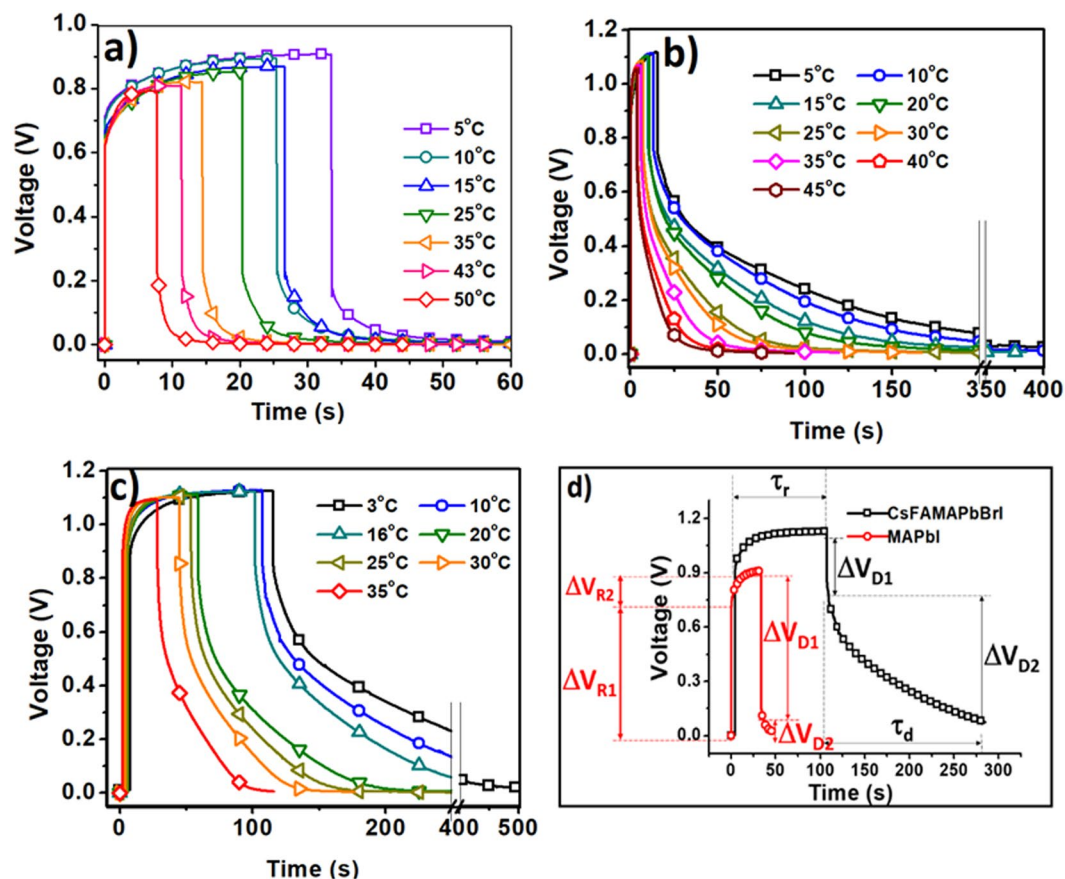 a)
Voltage (V)
1.0
0.8
0.6
0.4
0.2
0.0
5°C
10°C
15°C
25°C
35°C
43°C
50°C
0 10 20 30 40 50 60
Time (s)
b)
Voltage (V)
1.2
1.0
0.8
0.6
0.4
0.2
0.0
5°C 10°C
15°C 20°C
25°C 30°C
35°C 40°C
45°C
0 50 100 150 350 400
Time (s)
c)
Voltage (V)
1.2
1.0
0.8
0.6
0.4
0.2
0.0
3°C 10°C
16°C 20°C
25°C 30°C
35°C
0 100 200 400 500
Time (s)
d)
τr
CsFAMAPbBrI
MAPbI
Voltage (V)
1.2
0.9
0.6
0.3
0.0
ΔVR2
ΔVR1
ΔVD1
ΔVD1
ΔVD2
ΔVD2
τd
0 50 100 150 200 250 300
Time (s)